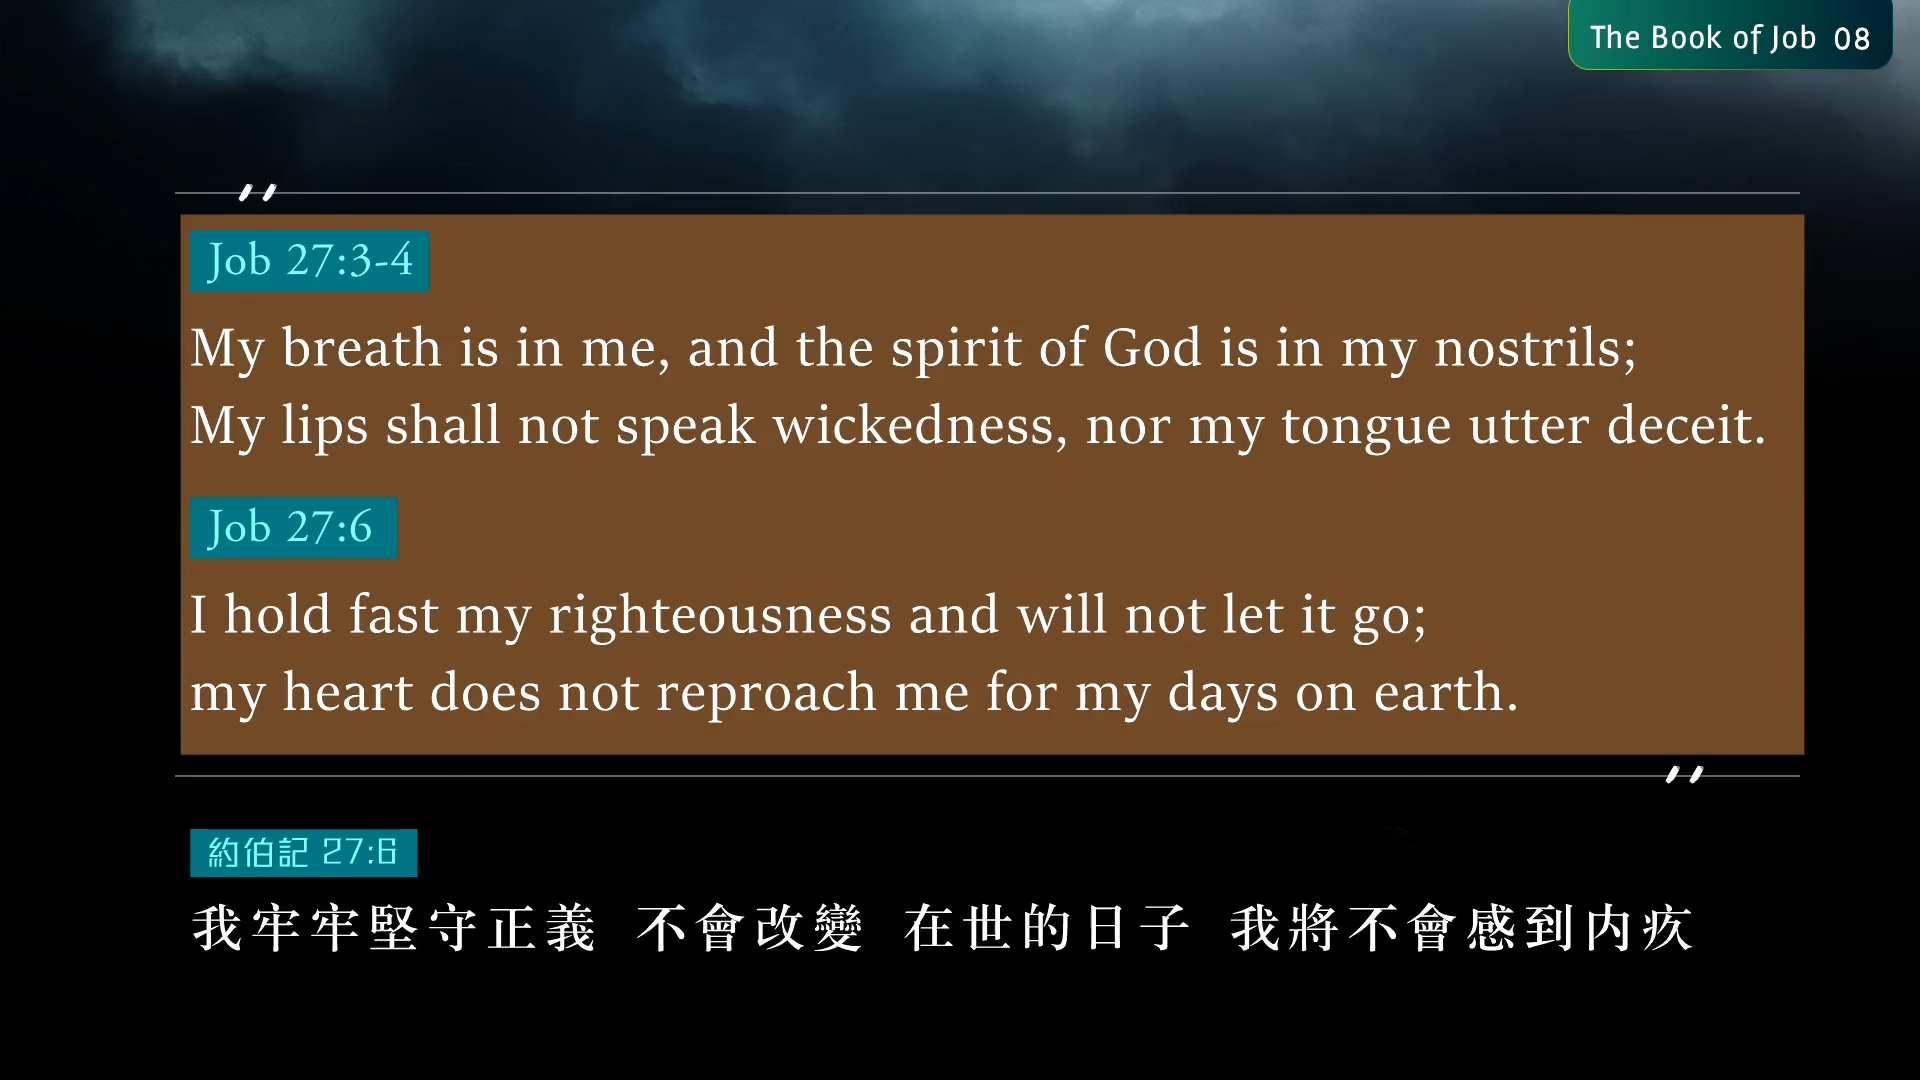 The Book of Job 08
Job 27:3-4
My breath is in me, and the spirit of God is in my nostrils;
My lips shall not speak wickedness, nor my tongue utter deceit.
Job 27:6
I hold fast my righteousness and will not let it go;
my heart does not reproach me for my days on earth.
約伯記 27:6
我牢牢堅守正義 不會改變 在世的日子 我將不會感到内疚